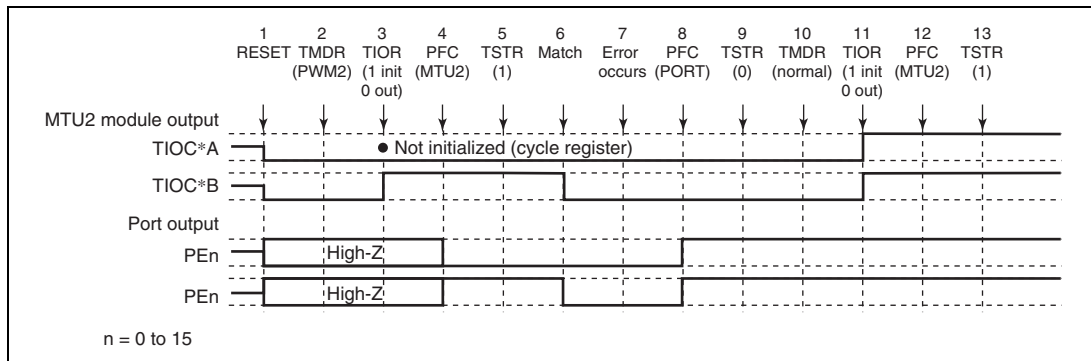 1 2 3 4 5 6 7 8 9 10 11 12 13
RESET TMDR TIOR PFC TSTR Match Error PFC TSTR TMDR TIOR PFC TSTR
(PWM2) (1 init (MTU2) (1) occurs (PORT) (0) (normal) (1 init (MTU2) (1)
0 out) 0 out)
MTU2 module output
TIOC*A ● Not initialized (cycle register)
TIOC*B
Port output
PEn High-Z
PEn High-Z
n = 0 to 15